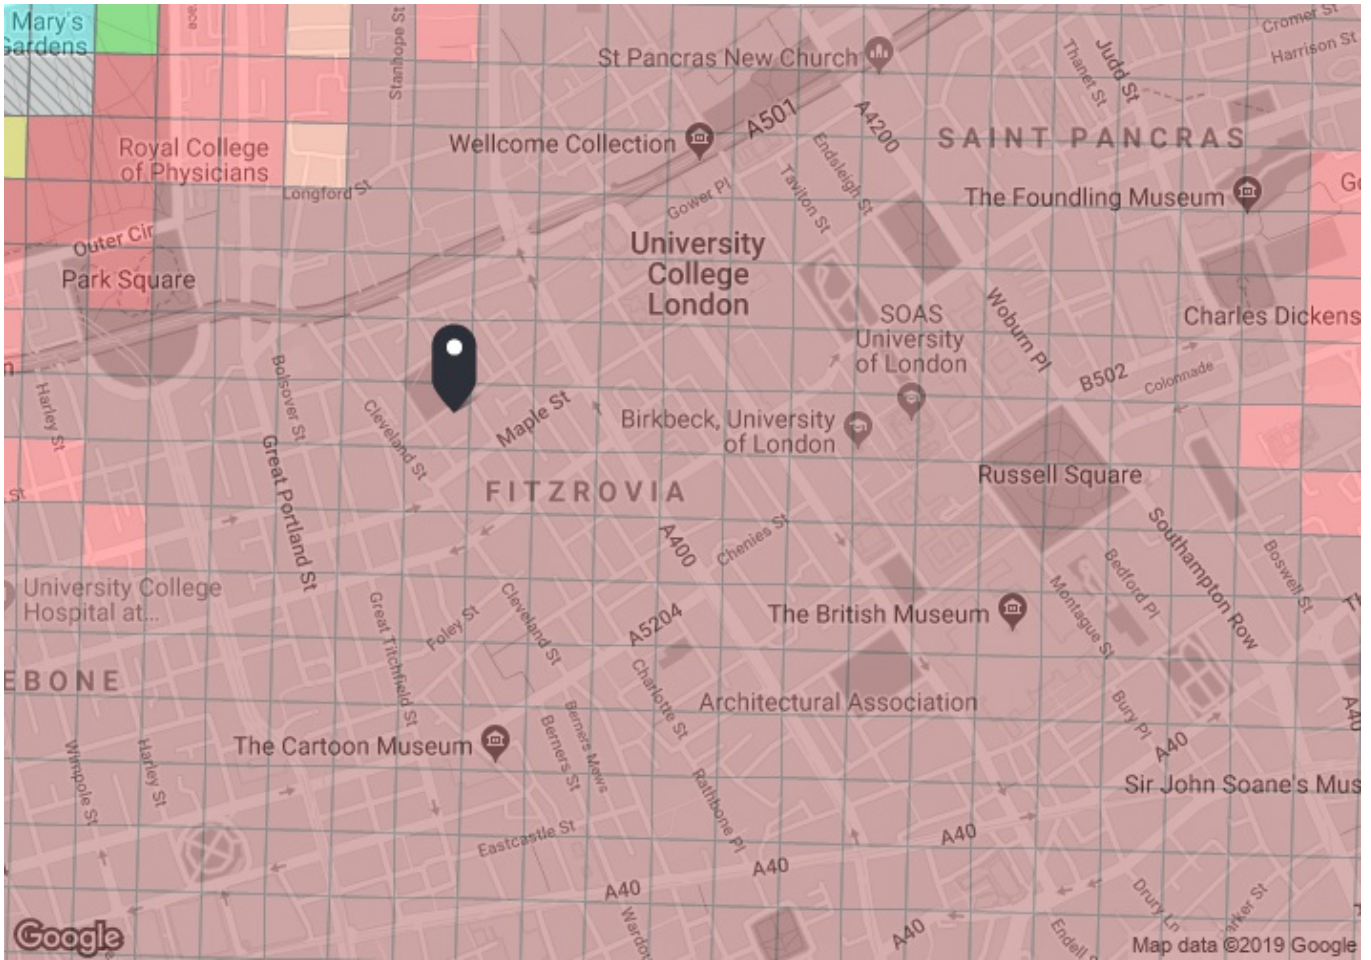 Mary's
Gardens
Stanhope St
Cromer St
Harrison St
Judd St
Thanet St
St Pancras New Church
A501
A4200
SAINT PANCRAS
Wellcome Collection
Royal College
of Physicians
Longford St
Endsleigh St
Taviton St
Gower Pl
The Foundling Museum
Outer Cir
Park Square
University
College
London
Woburn Pl
SOAS
University
of London
Charles Dickens
B502
Colonnade
Harley St
Bolsover St
Cleveland St
Maple St
Birkbeck, University
of London
Great Portland St
FITZROVIA
Russell Square
St
A400
Chenies St
Southampton Row
Boswell St
Bedford Pl
Montague St
University College
Hospital at...
Great Titchfield St
Foley St
Cleveland St
A5204
The British Museum
EBONE
Charlotte St
Architectural Association
Bury Pl
A40
A40
The Cartoon Museum
Berners St
Berners Mews
Wimpole St
Harley St
Rathbone Pl
Sir John Soane's Mus
Eastcastle St
A40
A40
A40
A40
Drury Ln
Endell S
Wardou
Google
Map data ©2019 Google